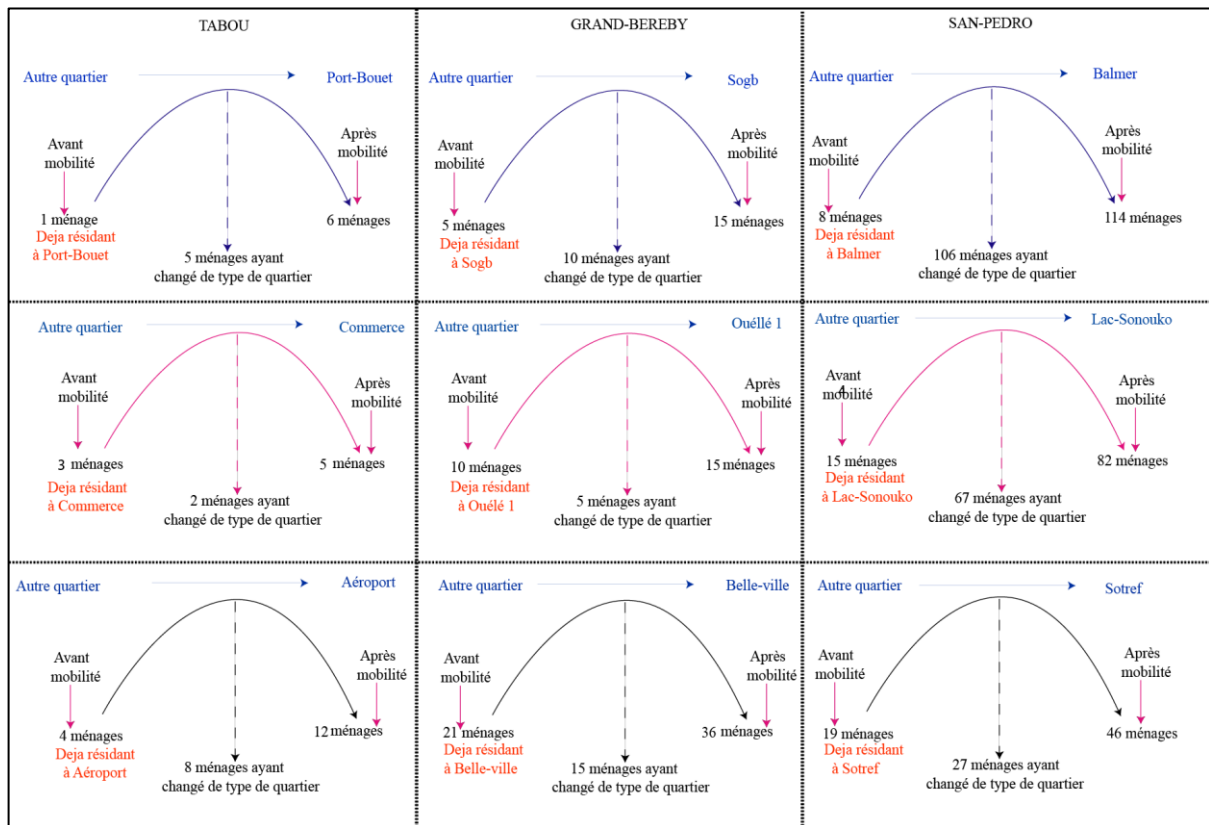 TABOU
GRAND-BEREBY
SAN-PEDRO
Autre quartier
Port-Bouet
Avant
mobilité
Après
mobilité
1 ménage
Deja résidant
à Port-Bouet
6 ménages
5 ménages ayant
changé de type de quartier
Autre quartier
Sogb
Avant
mobilité
Après
mobilité
5 ménages
Deja résidant
à Sogb
15 ménages
10 ménages ayant
changé de type de quartier
Autre quartier
Balmer
Avant
mobilité
Après
mobilité
8 ménages
Deja résidant
à Balmer
114 ménages
106 ménages ayant
changé de type de quartier
Autre quartier
Commerce
Avant
mobilité
Après
mobilité
3 ménages
Deja résidant
à Commerce
5 ménages
2 ménages ayant
changé de type de quartier
Autre quartier
Ouéllé 1
Avant
mobilité
Après
mobilité
10 ménages
Deja résidant
à Ouélé 1
15 ménages
5 ménages ayant
changé de type de quartier
Autre quartier
Lac-Sonouko
Avant
4
mobilité
Après
mobilité
15 ménages
Deja résidant
à Lac-Sonouko
82 ménages
67 ménages ayant
changé de type de quartier
Autre quartier
Aéroport
Avant
mobilité
Après
mobilité
4 ménages
Deja résidant
à Aéroport
12 ménages
8 ménages ayant
changé de type de quartier
Autre quartier
Belle-ville
Avant
mobilité
Après
mobilité
21 ménages
Deja résidant
à Belle-ville
36 ménages
15 ménages ayant
changé de type de quartier
Autre quartier
Sotref
Avant
mobilité
Après
mobilité
19 ménages
Deja résidant
à Sotref
46 ménages
27 ménages ayant
changé de type de quartier